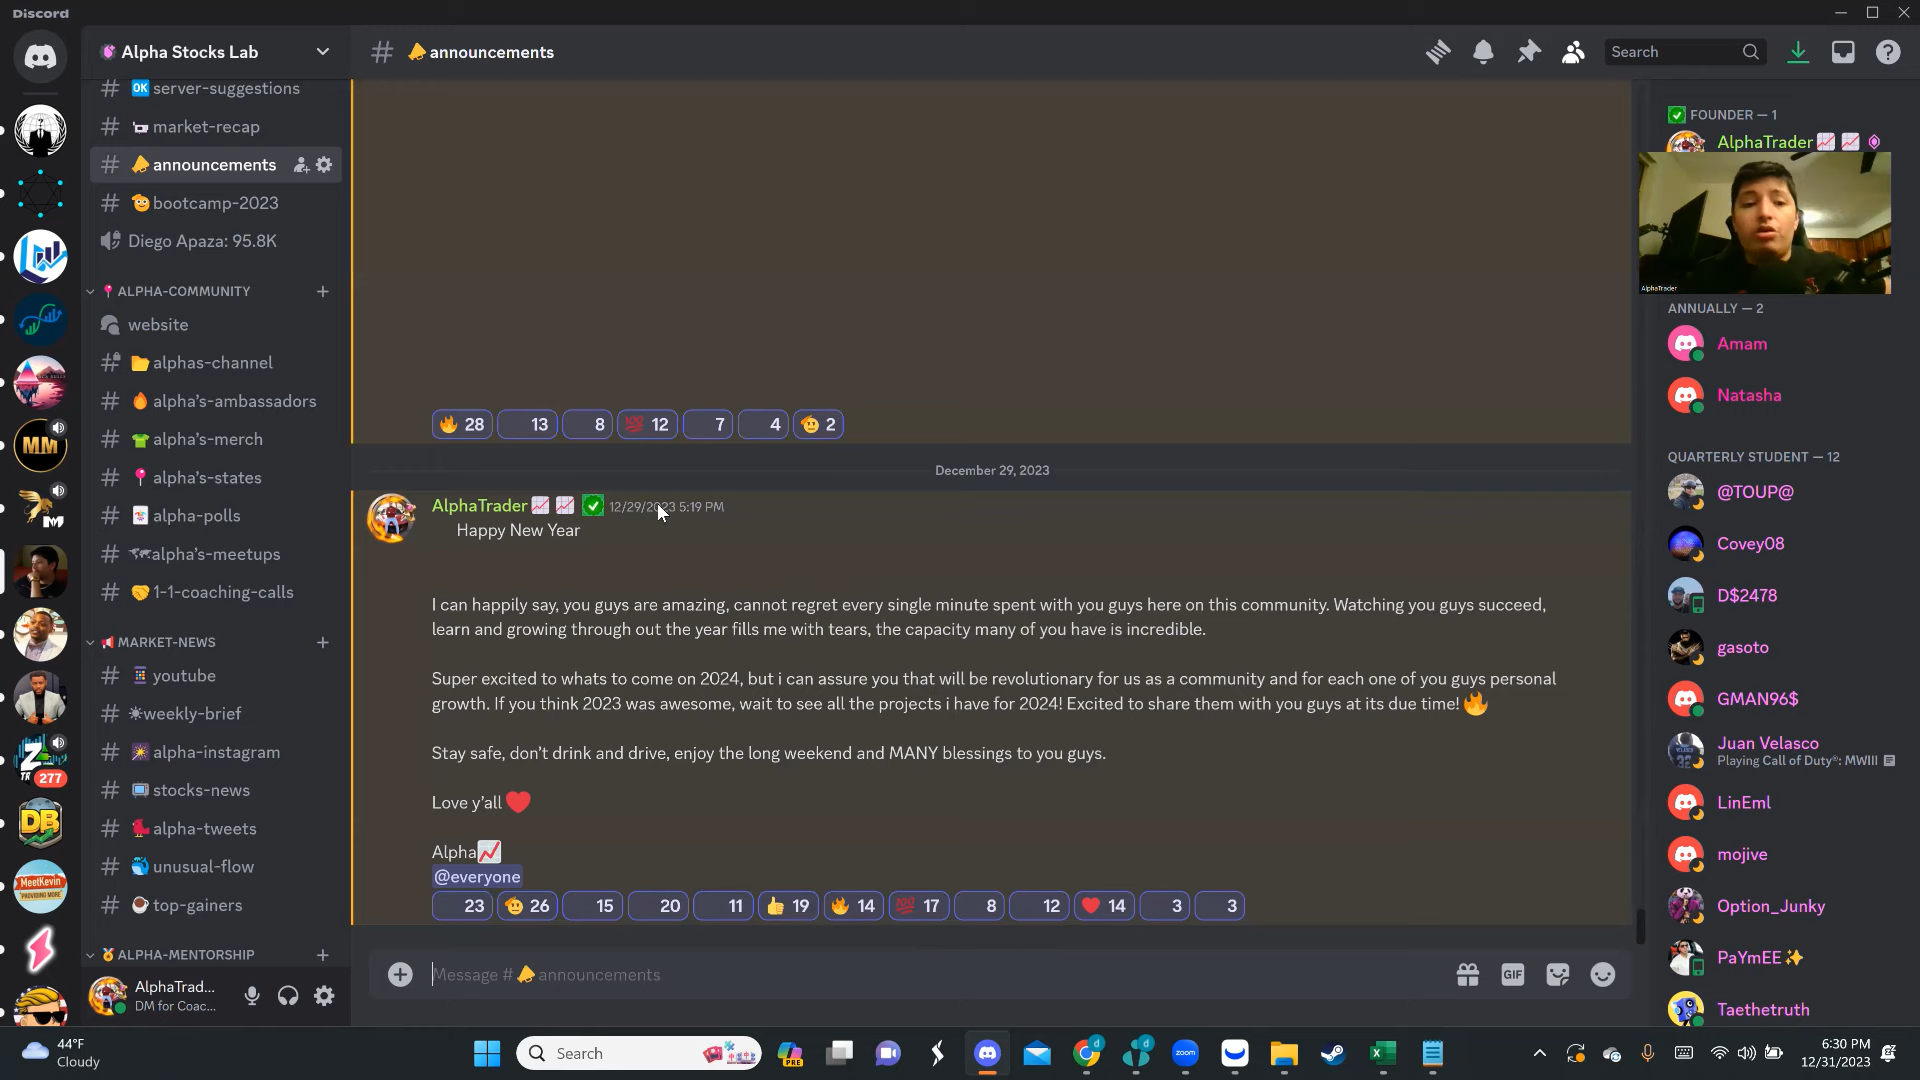 Discord
Alpha Stocks Lab
server-suggestions
market-recap
announcements
bootcamp-2023
Diego Apaza: 95.8K
ALPHA-COMMUNITY
website
alphas-channel
alpha's-ambassadors
alpha's-merch
alpha's-states
alpha-polls
alpha's-meetups
1-1-coaching-calls
MARKET-NEWS
youtube
weekly-brief
alpha-instagram
stocks-news
alpha-tweets
unusual-flow
top-gainers
ALPHA-MENTORSHIP
AlphaTrad...
DM for Coac...
MM
277
DB
MeetKevin
# announcements
Search
28 13 8 100 12 7 4 2
December 29, 2023
AlphaTrader 12/29/2023 5:19 PM
Happy New Year
I can happily say, you guys are amazing, cannot regret every single minute spent with you guys here on this community. Watching you guys succeed,
learn and growing through out the year fills me with tears, the capacity many of you have is incredible.
Super excited to whats to come on 2024, but i can assure you that will be revolutionary for us as a community and for each one of you guys personal
growth. If you think 2023 was awesome, wait to see all the projects i have for 2024! Excited to share them with you guys at its due time!
Stay safe, don't drink and drive, enjoy the long weekend and MANY blessings to you guys.
Love y'all
Alpha
@everyone
23 26 15 20 11 19 14 100 17 8 12 14 3 3
Message # announcements
GIF
FOUNDER — 1
AlphaTrader
AlphaTrader
ANNUALLY — 2
Amam
Natasha
QUARTERLY STUDENT — 12
@TOUP@
Covey08
D$2478
gasoto
GMAN96$
Juan Velasco
Playing Call of Duty®: MWIII
LinEml
mojive
Option_Junky
PaYmEE
Taethetruth
44°F
Cloudy
Search
PRE
zoom
6:30 PM
12/31/2023